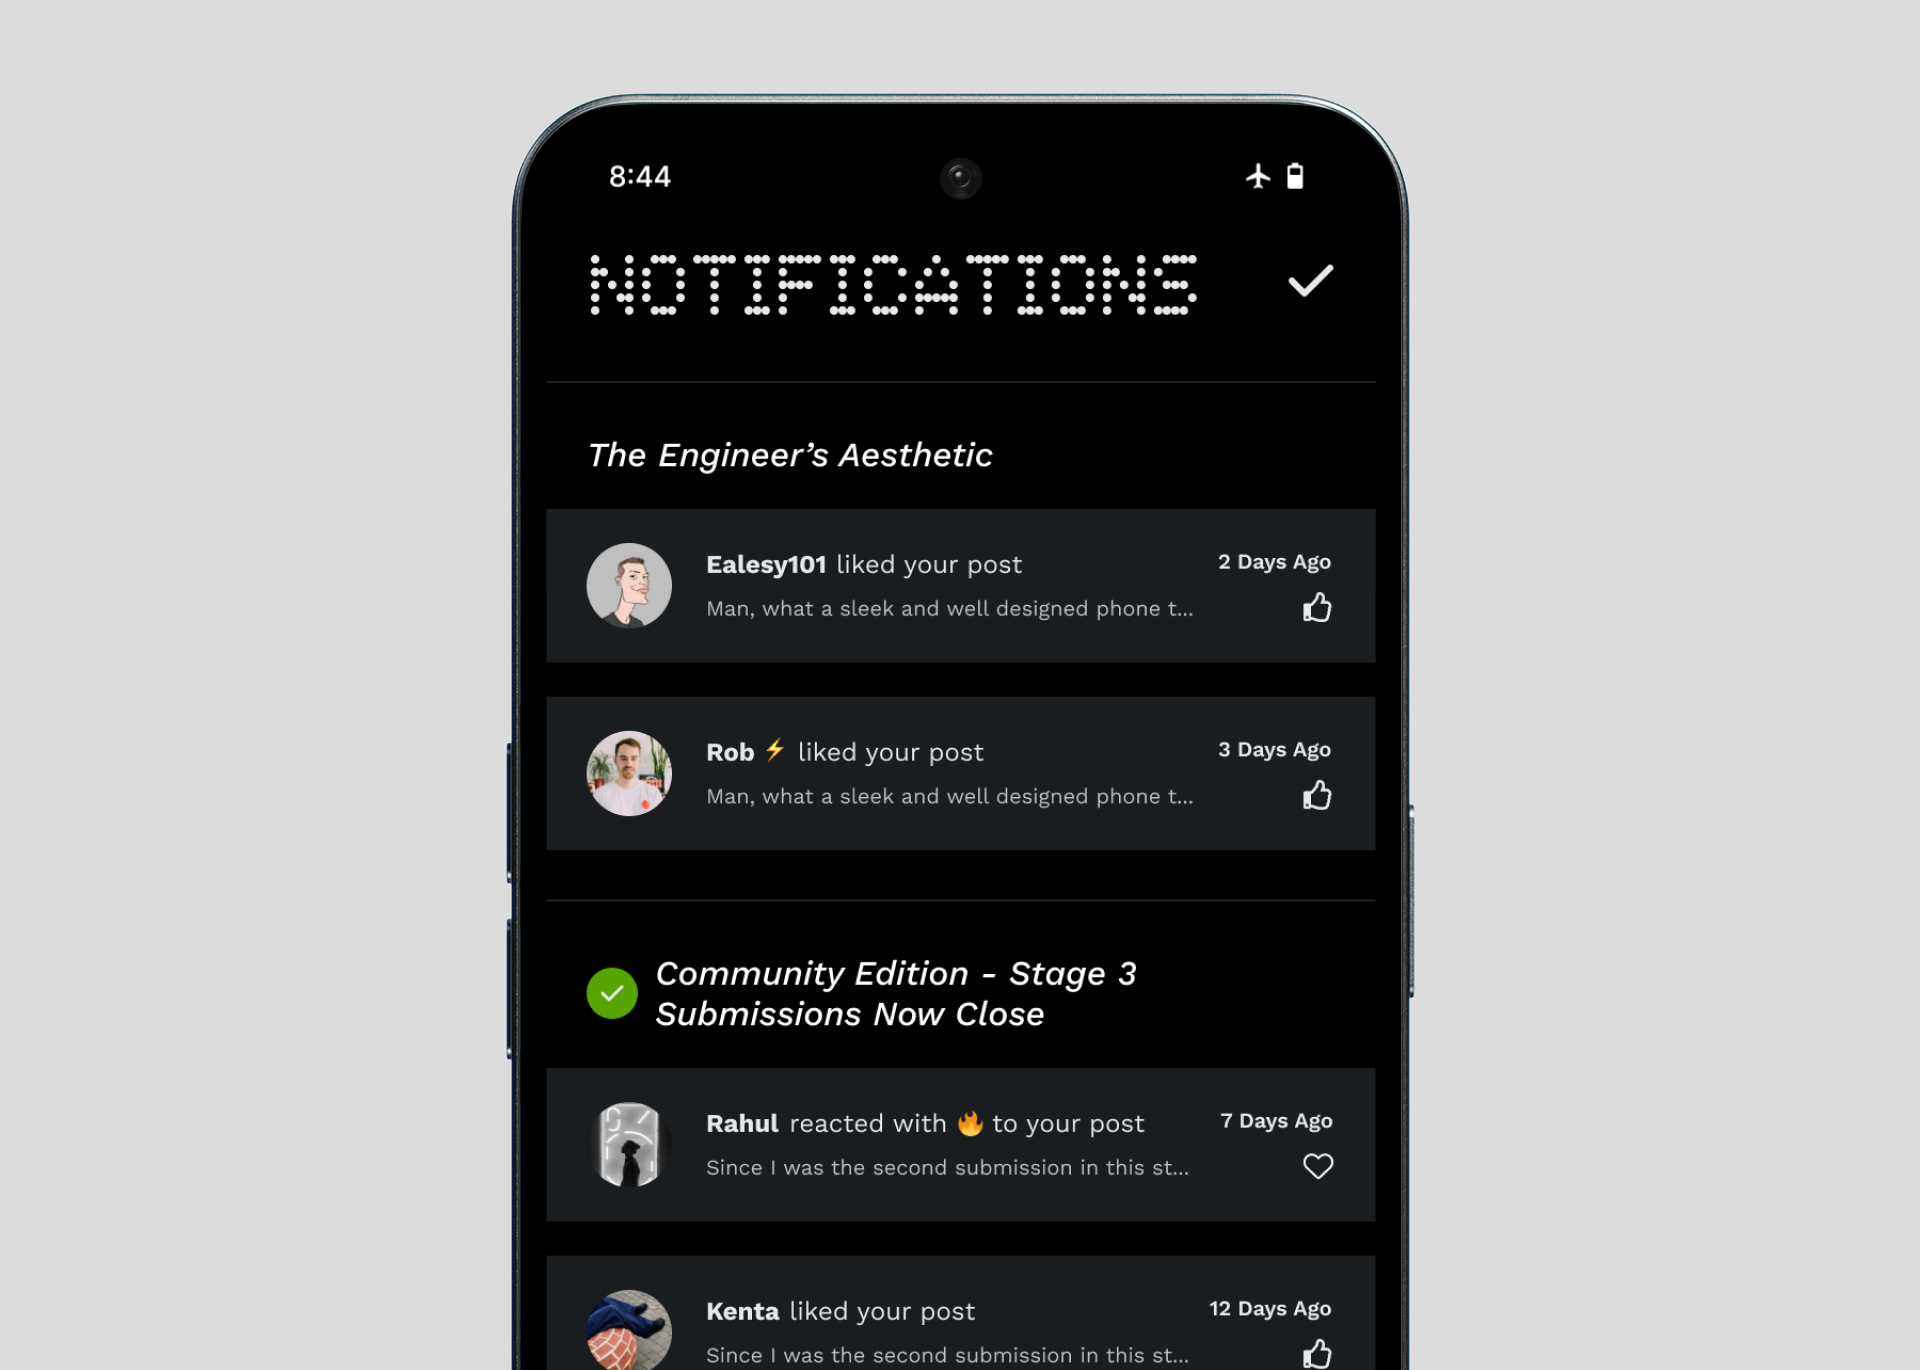 8:44
NOTIFICATIONS
The Engineer’s Aesthetic
Ealesy101 liked your post
2 Days Ago
Man, what a sleek and well designed phone t...
Rob ⚡ liked your post
3 Days Ago
Man, what a sleek and well designed phone t...
Community Edition - Stage 3
Submissions Now Close
Rahul reacted with 🔥 to your post
7 Days Ago
Since I was the second submission in this st...
Kenta liked your post
12 Days Ago
Since I was the second submission in this st...